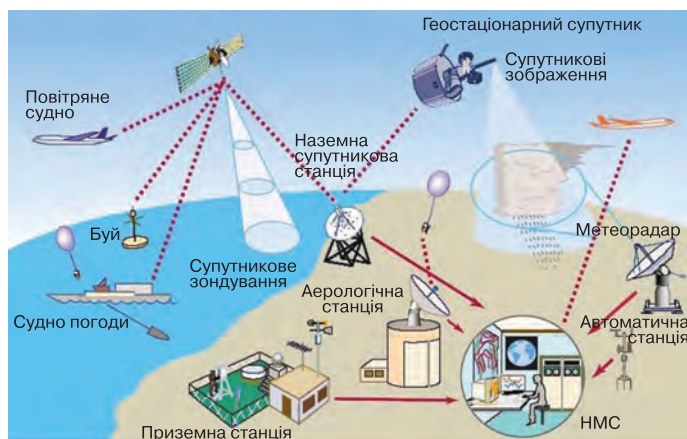 Геостаціонарний супутник
Супутникові
зображення
Повітряне
судно
Наземна
супутникова
станція
Буй
Метеорадар
Супутникове
зондування
Аерологічна
станція
Судно погоди
Автоматична
станція
НМС
Приземна станція